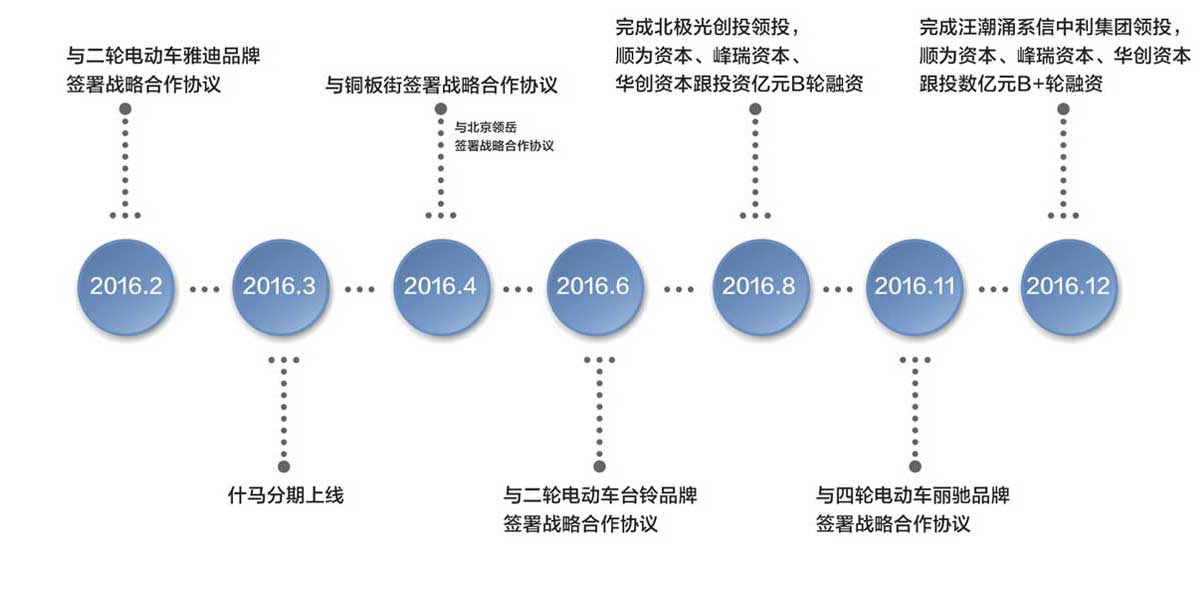 与二轮电动车雅迪品牌
签署战略合作协议
与铜板街签署战略合作协议
与北京领岳
签署战略合作协议
完成北极光创投领投，
顺为资本、峰瑞资本、
华创资本跟投资亿元B轮融资
完成汪潮涌系信中利集团领投，
顺为资本、峰瑞资本、华创资本
跟投数亿元B+轮融资
2016.2
2016.3
2016.4
2016.6
2016.8
2016.11
2016.12
什马分期上线
与二轮电动车台铃品牌
签署战略合作协议
与四轮电动车丽驰品牌
签署战略合作协议